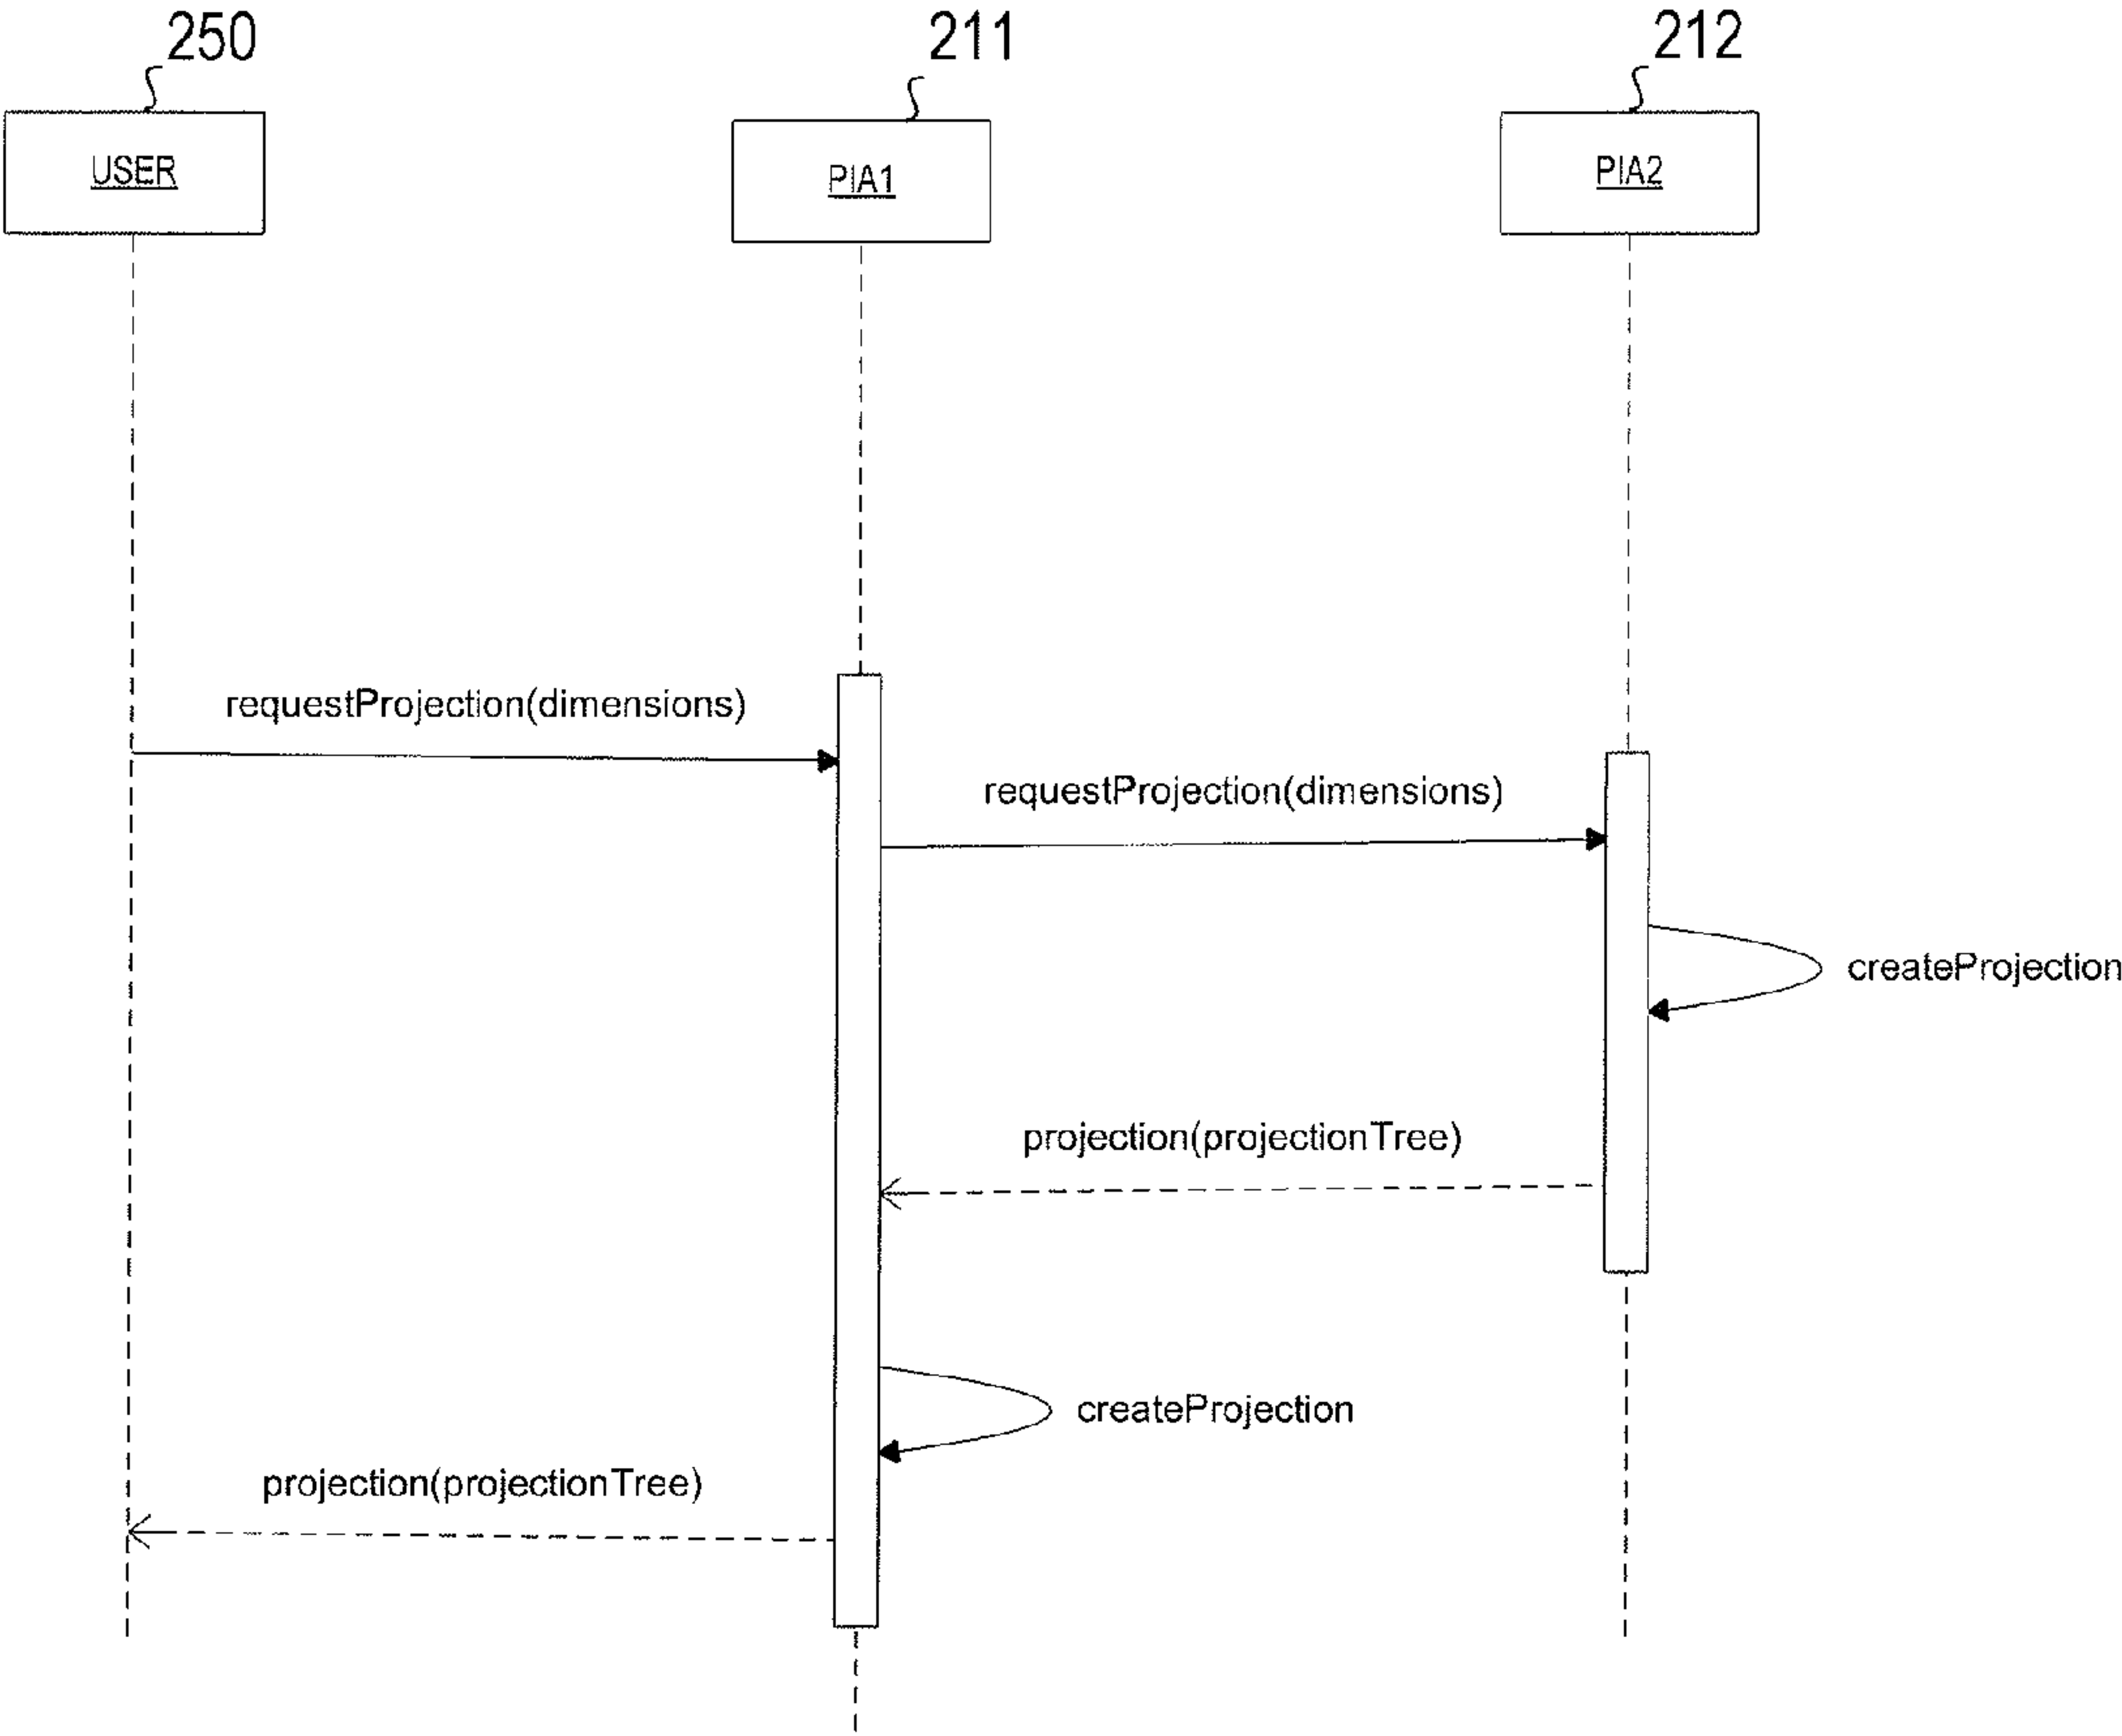 250
211
212
USER
PIA1
PIA2
requestProjection(dimensions)
requestProjection(dimensions)
createProjection
projection(projectionTree)
createProjection
projection(projectionTree)